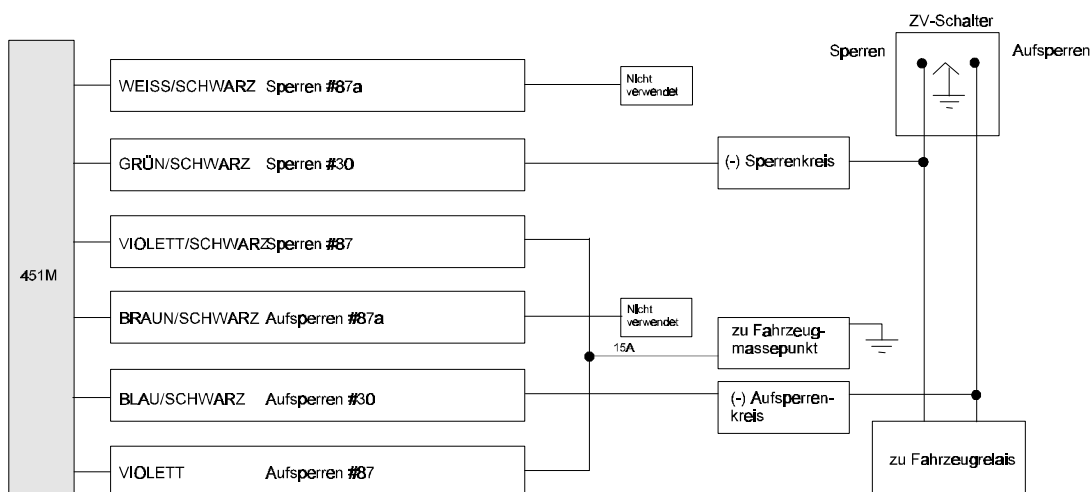 ZV-Schalter
Sperren
Aufsperren
WEISS/SCHWARZ Sperren #87a
Nicht
verwendet
GRÜN/SCHWARZ Sperren #30
(-) Sperrenkreis
VIOLETT/SCHWARZ Sperren #87
451M
BRAUN/SCHWARZ Aufsperren #87a
Nicht
verwendet
15A
zu Fahrzeug-
massepunkt
BLAU/SCHWARZ Aufsperren #30
(-) Aufsperren-
kreis
VIOLETT Aufsperren #87
zu Fahrzeugrelais